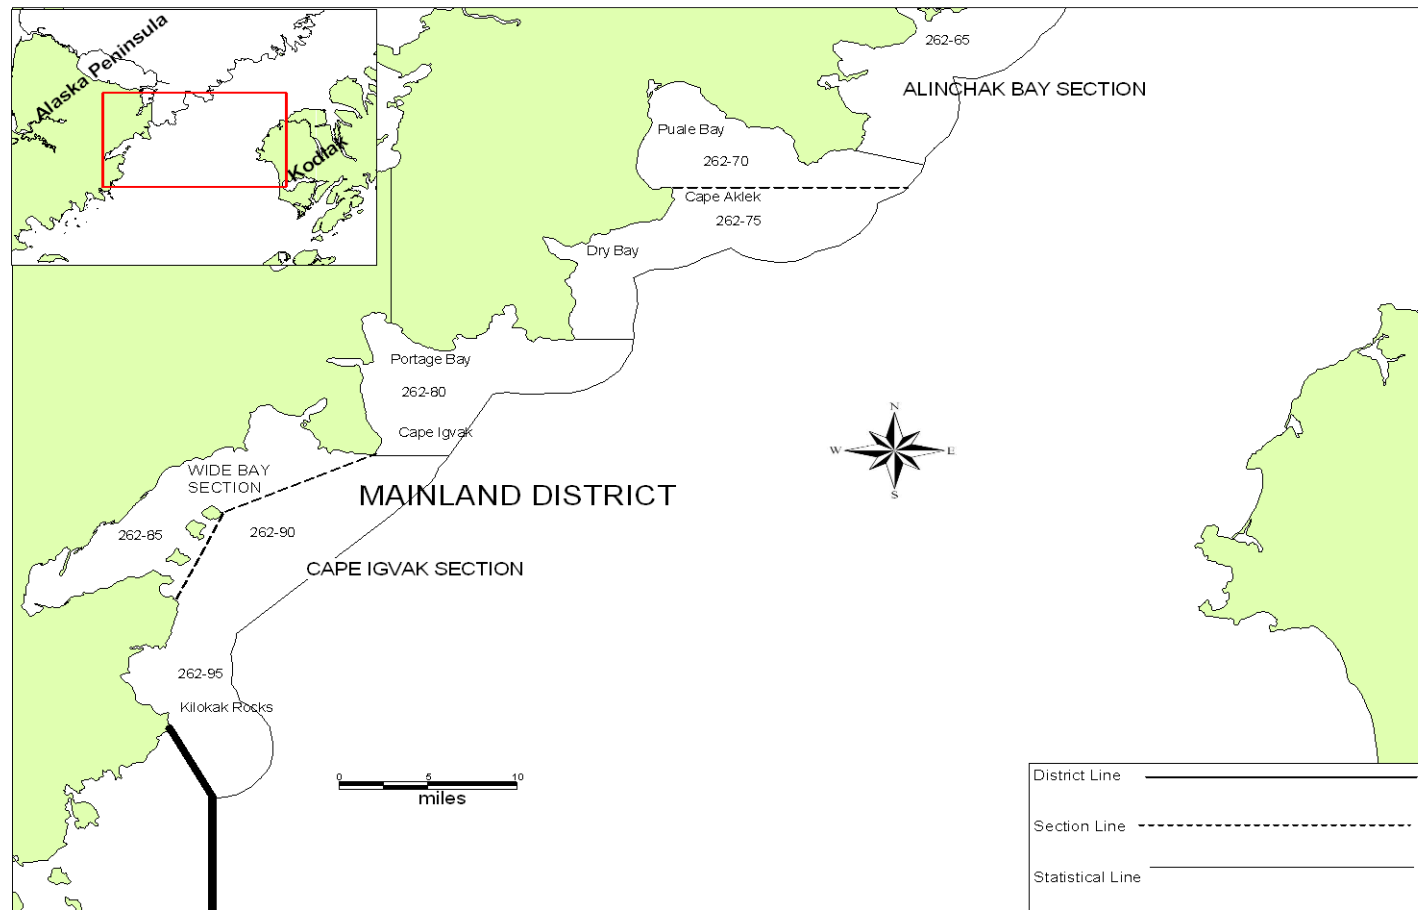 Alaska Peninsula
Kodiak
262-65
ALINCHAK BAY SECTION
Puale Bay
262-70
Cape Aklek
262-75
Dry Bay
Portage Bay
262-80
Cape Igvak
N
W
E
S
WIDE BAY
SECTION
MAINLAND DISTRICT
262-85
262-90
CAPE IGVAK SECTION
262-95
Kilokak Rocks
0 5 10
miles
District Line
Section Line
Statistical Line